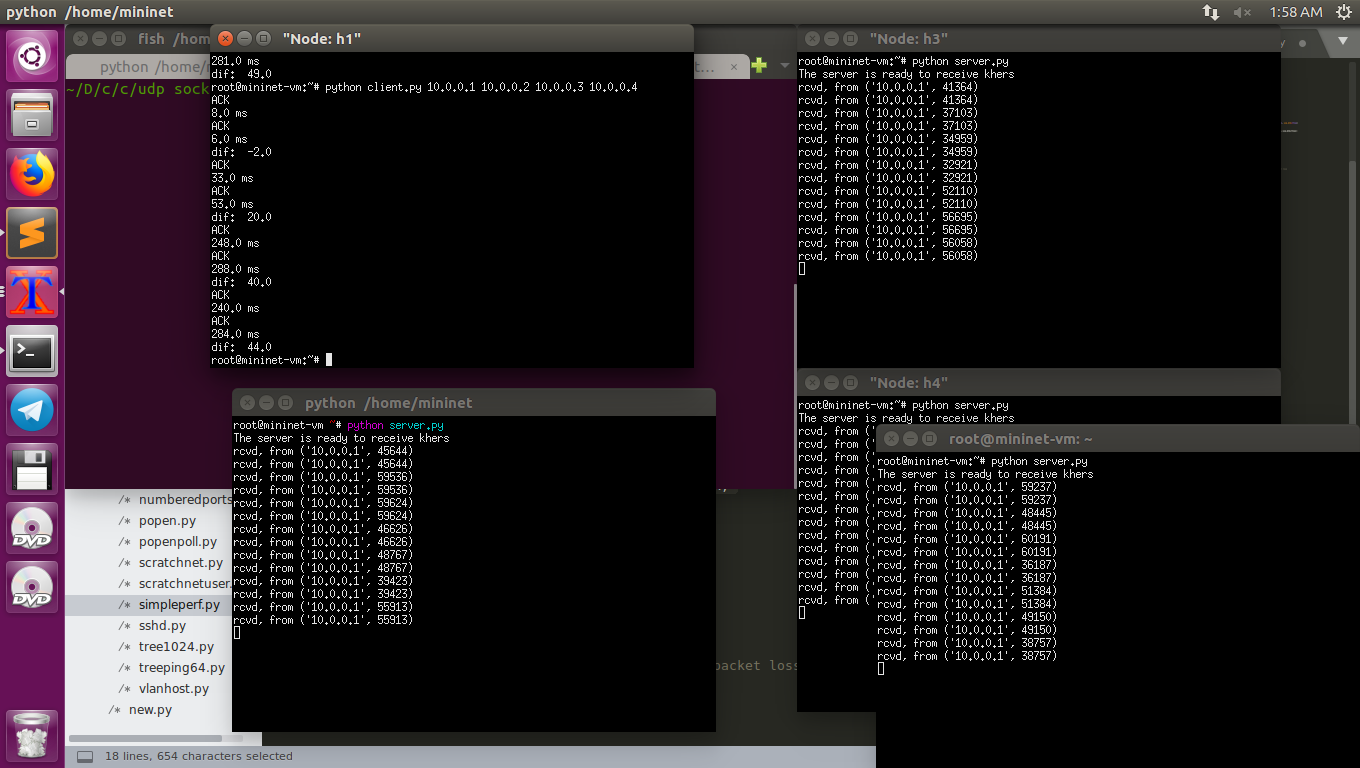 python /home/mininet
1:58 AM
fish /hom
"Node: h1"
python /home/m
t... ×
~/D/c/c/udp sock
281.0 ms
dif:  49.0
root@mininet-vm:~# python client.py 10.0.0.1 10.0.0.2 10.0.0.3 10.0.0.4
ACK
8.0 ms
ACK
6.0 ms
dif:  -2.0
ACK
33.0 ms
ACK
53.0 ms
dif:  20.0
ACK
248.0 ms
ACK
288.0 ms
dif:  40.0
ACK
240.0 ms
ACK
284.0 ms
dif:  44.0
root@mininet-vm:~#
"Node: h3"
root@mininet-vm:~# python server.py
The server is ready to receive khers
rcvd, from ('10.0.0.1', 41364)
rcvd, from ('10.0.0.1', 41364)
rcvd, from ('10.0.0.1', 37103)
rcvd, from ('10.0.0.1', 37103)
rcvd, from ('10.0.0.1', 34959)
rcvd, from ('10.0.0.1', 34959)
rcvd, from ('10.0.0.1', 32921)
rcvd, from ('10.0.0.1', 32921)
rcvd, from ('10.0.0.1', 52110)
rcvd, from ('10.0.0.1', 52110)
rcvd, from ('10.0.0.1', 56695)
rcvd, from ('10.0.0.1', 56695)
rcvd, from ('10.0.0.1', 56058)
rcvd, from ('10.0.0.1', 56058)
python /home/mininet
root@mininet-vm ~# python server.py
The server is ready to receive khers
rcvd, from ('10.0.0.1', 45644)
rcvd, from ('10.0.0.1', 45644)
rcvd, from ('10.0.0.1', 59536)
rcvd, from ('10.0.0.1', 59536)
rcvd, from ('10.0.0.1', 59624)
rcvd, from ('10.0.0.1', 59624)
rcvd, from ('10.0.0.1', 46626)
rcvd, from ('10.0.0.1', 46626)
rcvd, from ('10.0.0.1', 48767)
rcvd, from ('10.0.0.1', 48767)
rcvd, from ('10.0.0.1', 39423)
rcvd, from ('10.0.0.1', 39423)
rcvd, from ('10.0.0.1', 55913)
rcvd, from ('10.0.0.1', 55913)
"Node: h4"
root@mininet-vm:~# python server.py
The server is ready to receive khers
rcvd, from (
rcvd, from (
rcvd, from (
rcvd, from (
rcvd, from (
rcvd, from (
rcvd, from (
rcvd, from (
rcvd, from (
rcvd, from (
rcvd, from (
rcvd, from (
rcvd, from (
rcvd, from (
root@mininet-vm: ~
root@mininet-vm:~# python server.py
The server is ready to receive khers
rcvd, from ('10.0.0.1', 59237)
rcvd, from ('10.0.0.1', 59237)
rcvd, from ('10.0.0.1', 48445)
rcvd, from ('10.0.0.1', 48445)
rcvd, from ('10.0.0.1', 60191)
rcvd, from ('10.0.0.1', 60191)
rcvd, from ('10.0.0.1', 36187)
rcvd, from ('10.0.0.1', 36187)
rcvd, from ('10.0.0.1', 51384)
rcvd, from ('10.0.0.1', 51384)
rcvd, from ('10.0.0.1', 49150)
rcvd, from ('10.0.0.1', 49150)
rcvd, from ('10.0.0.1', 38757)
rcvd, from ('10.0.0.1', 38757)
/* numberedports
/* popen.py
/* popenpoll.py
/* scratchnet.py
/* scratchnetuser.
/* simpleperf.py
/* sshd.py
/* tree1024.py
/* treeping64.py
/* vlanhost.py
/* new.py
packet loss
18 lines, 654 characters selected
DVD
DVD